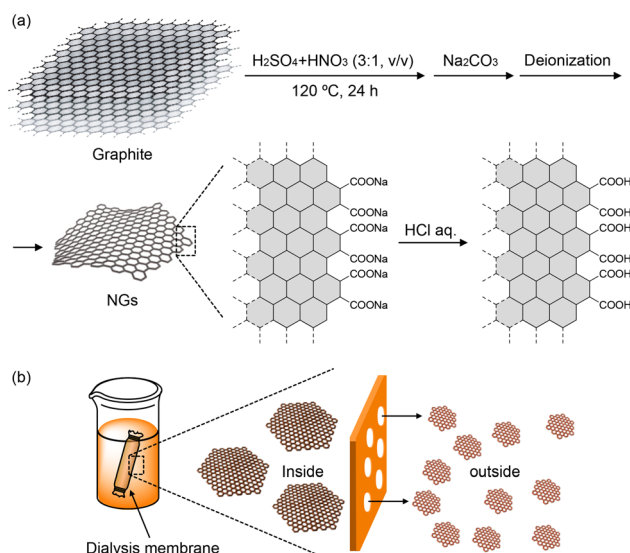 (a)
H₂SO₄+HNO₃ (3:1, v/v)
120 ºC, 24 h
Na₂CO₃
Deionization
Graphite
COONa
COONa
COONa
COONa
COONa
COONa
HCl aq.
COOH
COOH
COOH
COOH
COOH
COOH
NGs
(b)
Inside
outside
Dialysis membrane